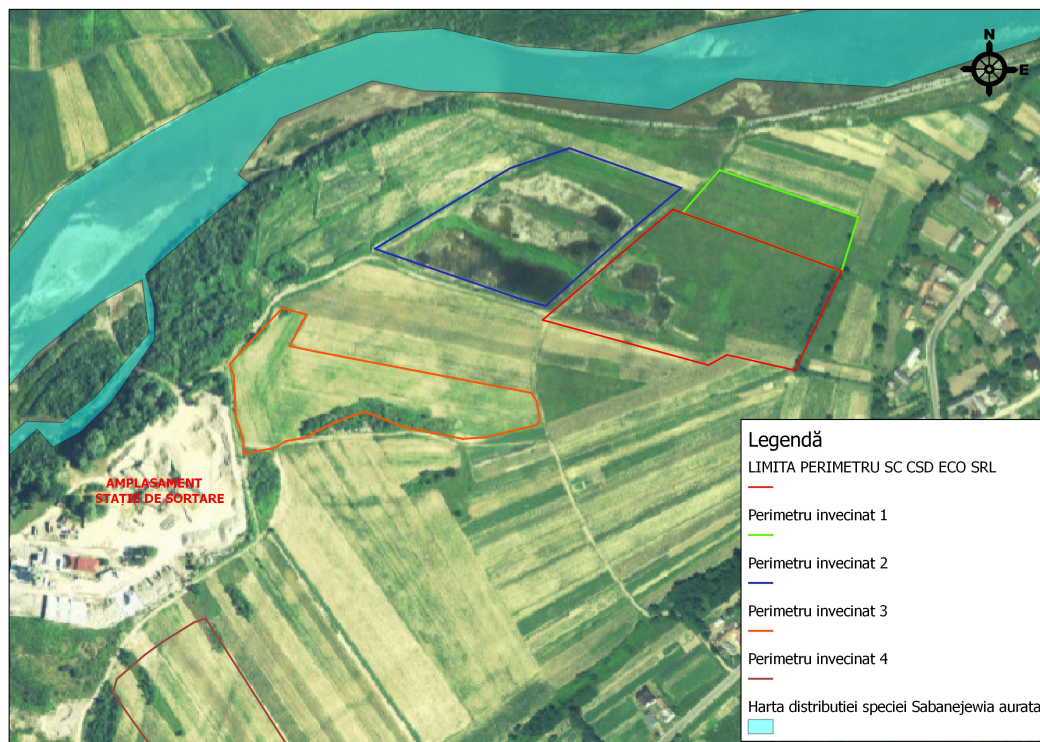 N
E
AMPLASAMENT
STAȚIE DE SORTARE
Legendă
LIMITA PERIMETRU SC CSD ECO SRL
Perimetru invecinat 1
Perimetru invecinat 2
Perimetru invecinat 3
Perimetru invecinat 4
Harta distributiei speciei Sabanejewia aurata